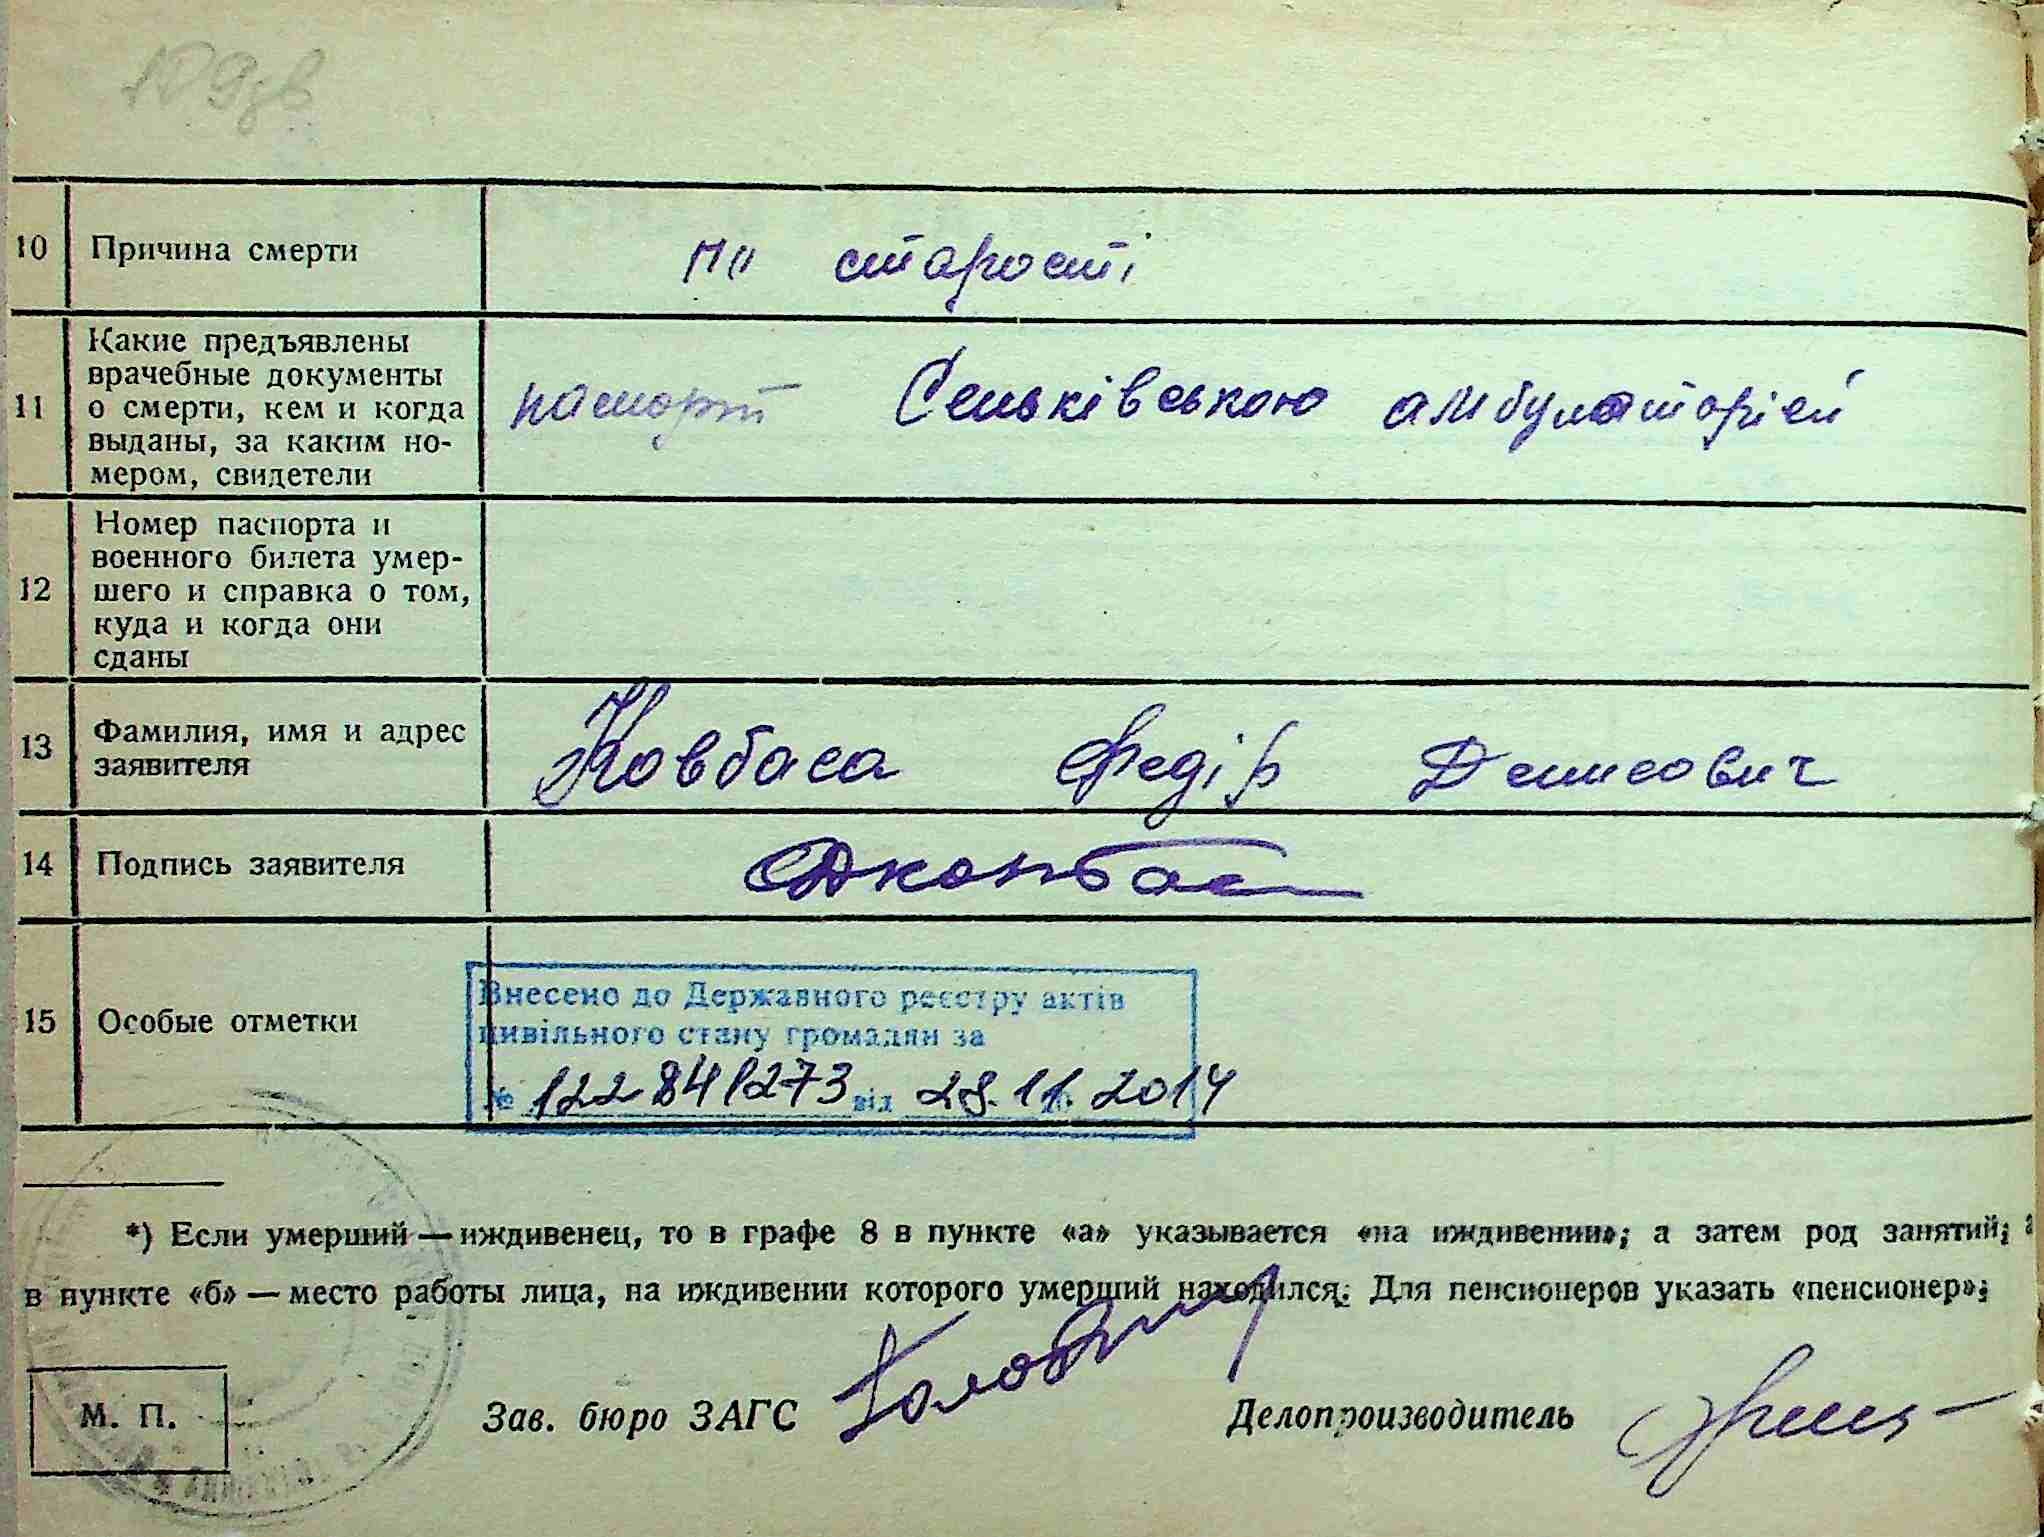 10
Причина смерти
по старості
11
Какие предъявлены
врачебные документы
о смерти, кем и когда
выданы, за каким но-
мером, свидетели
паспорт Сеньківською амбулаторією
12
Номер паспорта и
военного билета умер-
шего и справка о том,
куда и когда они
сданы
13
Фамилия, имя и адрес
заявителя
Ковбаса Федір Денисович
14
Подпись заявителя
15
Особые отметки
Внесено до Державного реєстру актів
цивільного стану громадян за
№ 122841273 від 28.11.2014
*) Если умерший — иждивенец, то в графе 8 в пункте «а» указывается «на иждивении»; а затем род занятий;
в пункте «б» — место работы лица, на иждивении которого умерший находился. Для пенсионеров указать «пенсионер»;
М. П.
Зав. бюро ЗАГС
Делопроизводитель